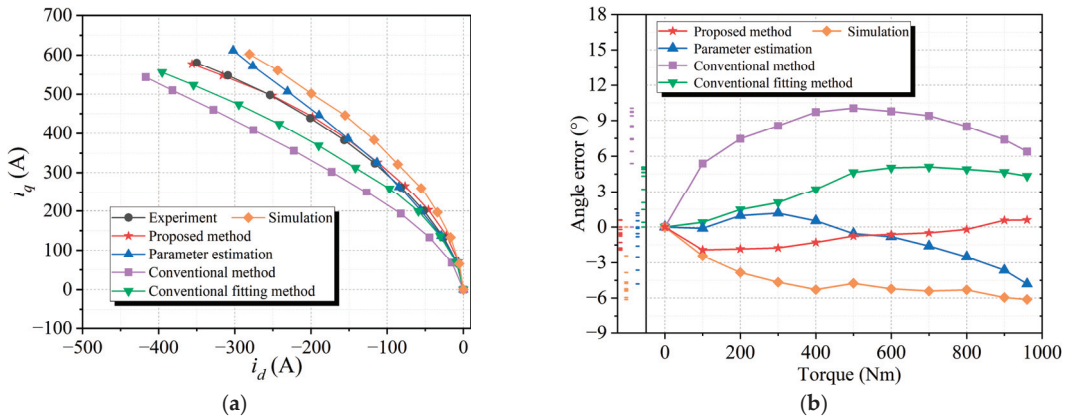 700
600
500
400
300
200
100
0
−100
i_q (A)
Experiment
Simulation
Proposed method
Parameter estimation
Conventional method
Conventional fitting method
−500
−400
−300
−200
−100
0
i_d (A)
(a)
18
15
12
9
6
3
0
−3
−6
−9
Angle error (°)
Proposed method
Simulation
Parameter estimation
Conventional method
Conventional fitting method
0
200
400
600
800
1000
Torque (Nm)
(b)